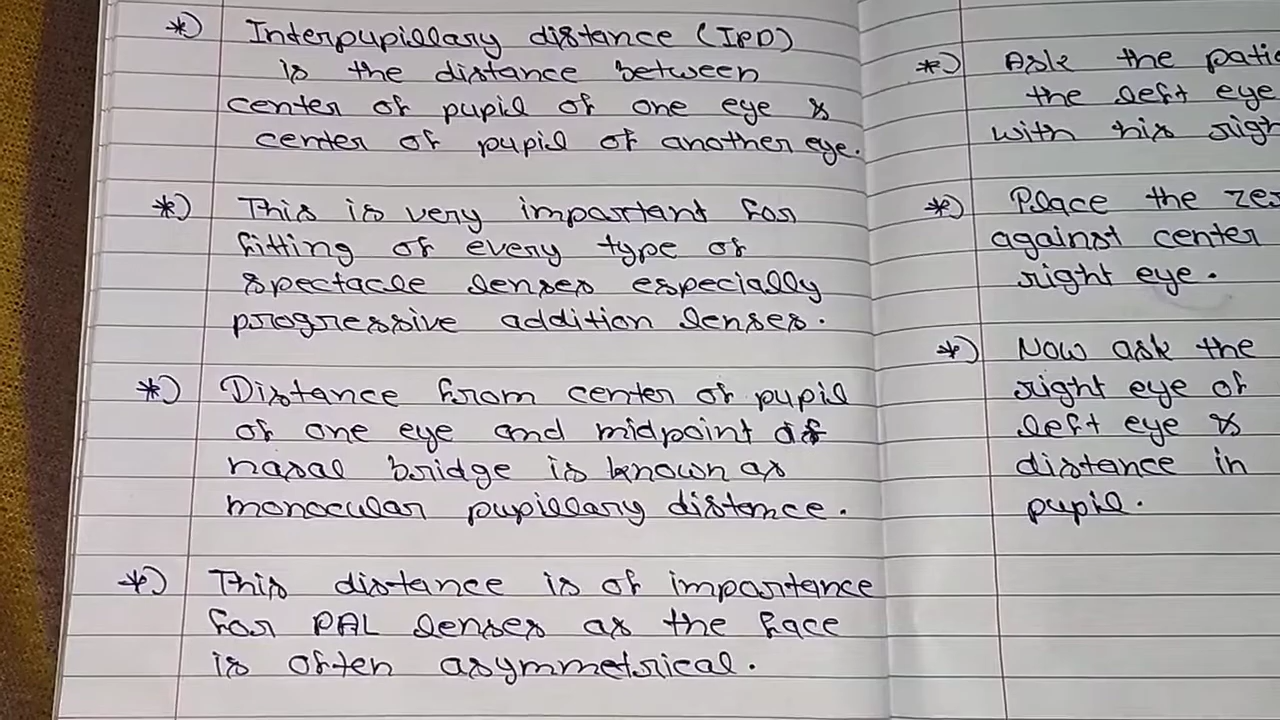 *) Interpupillary distance (IPD)
is the distance between
center of pupil of one eye &
center of pupil of another eye.
*) This is very important for
fitting of every type of
spectacle lenses especially
progressive addition lenses.
*) Distance from center of pupil
of one eye and midpoint of
nasal bridge is known as
monocular pupillary distance.
*) This distance is of importance
for PAL lenses as the face
is often asymmetrical.
*) Ask the
the left eye
with his
*) Place the
against center
right eye.
*) Now ask the
right eye of
left eye &
distance in
pupil.